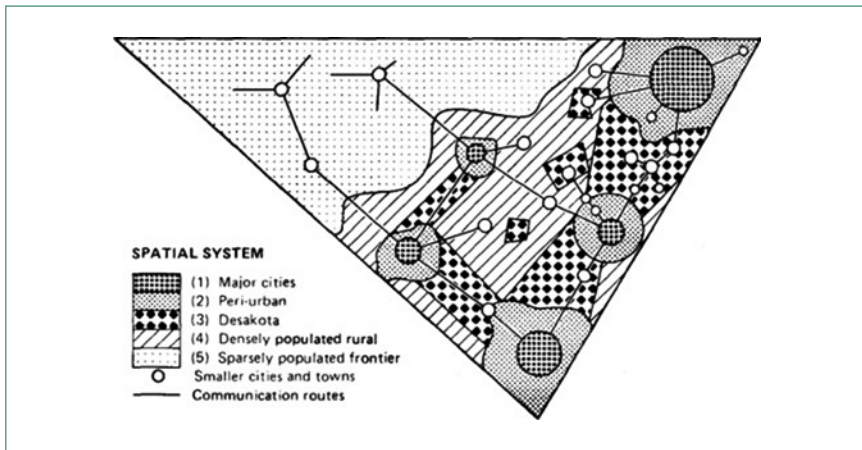 SPATIAL SYSTEM
(1) Major cities
(2) Peri-urban
(3) Desakota
(4) Densely populated rural
(5) Sparsely populated frontier
Smaller cities and towns
Communication routes